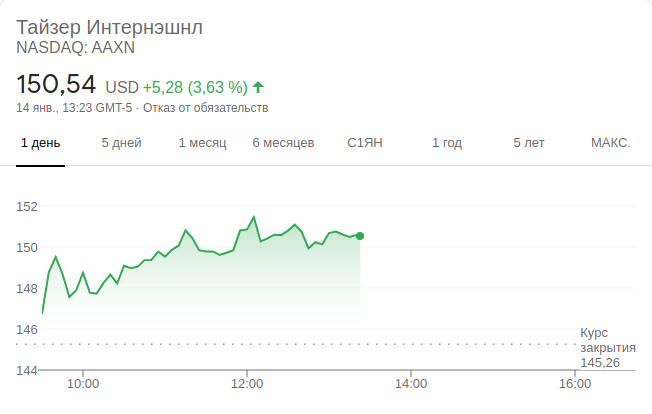 Тайзер Интернэшнл
NASDAQ: AAXN
150,54 USD +5,28 (3,63 %)
14 янв., 13:23 GMT-5 · Отказ от обязательств
1 день 5 дней 1 месяц 6 месяцев С1ЯН 1 год 5 лет МАКС.
152
150
148
146
Курс
закрытия
145,26
144
10:00 12:00 14:00 16:00